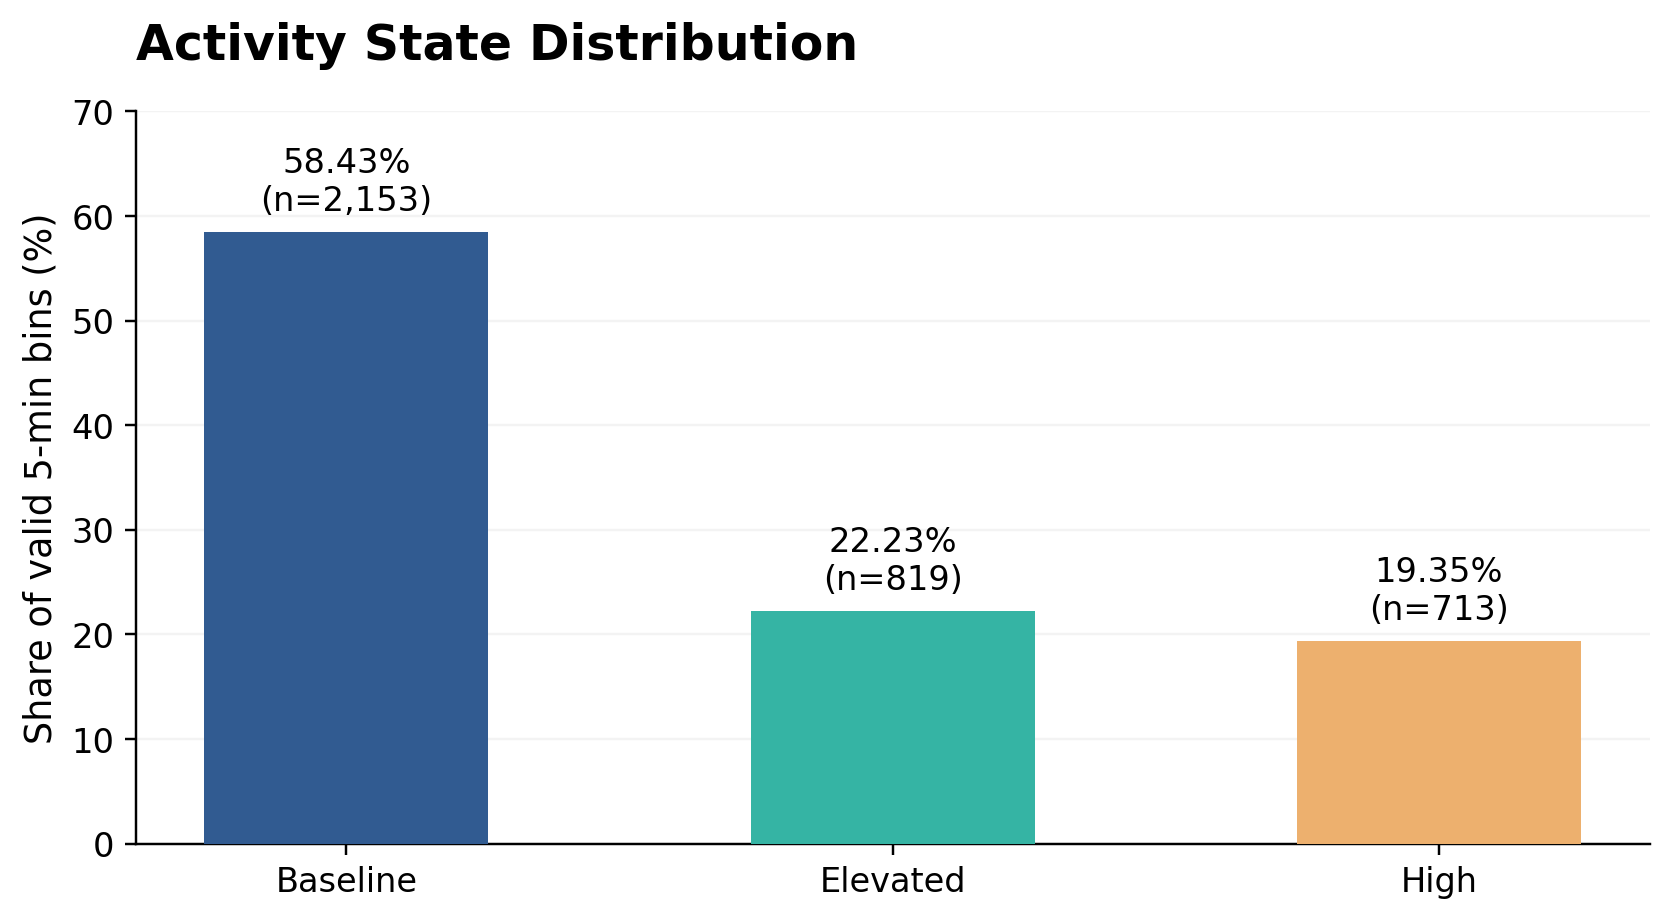 Activity State Distribution
Share of valid 5-min bins (%)
70
60
50
40
30
20
10
0
58.43%
(n=2,153)
22.23%
(n=819)
19.35%
(n=713)
Baseline
Elevated
High